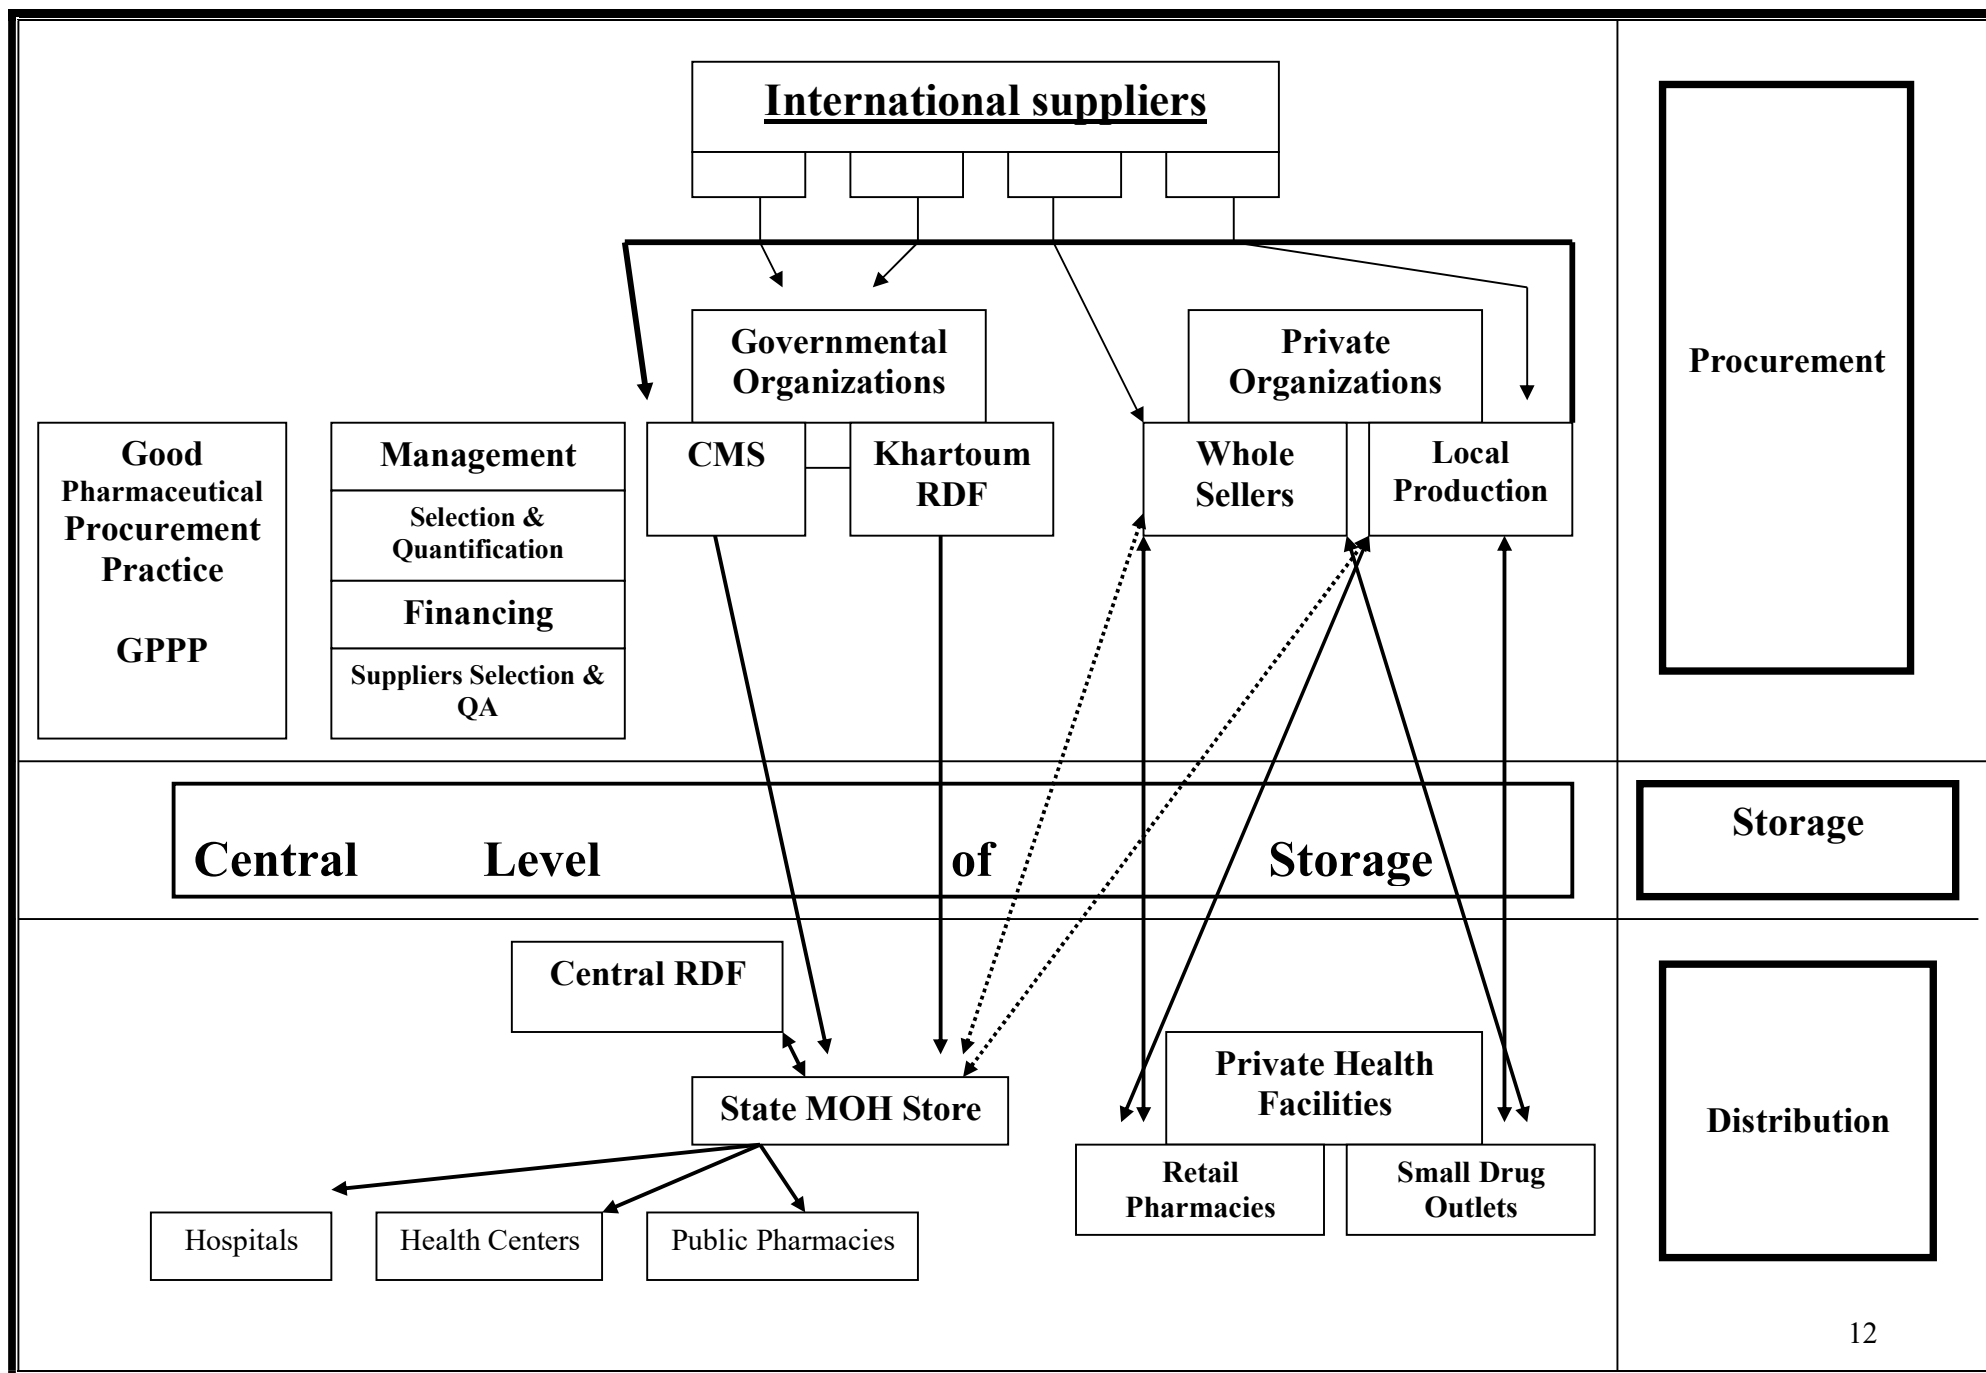 International suppliers
Governmental
Organizations
Private
Organizations
Procurement
Good
Pharmaceutical
Procurement
Practice
GPPP
Management
Selection &
Quantification
Financing
Suppliers Selection &
QA
CMS
Khartoum
RDF
Whole
Sellers
Local
Production
Central Level of Storage
Storage
Central RDF
State MOH Store
Private Health
Facilities
Distribution
Retail
Pharmacies
Small Drug
Outlets
Hospitals
Health Centers
Public Pharmacies
12